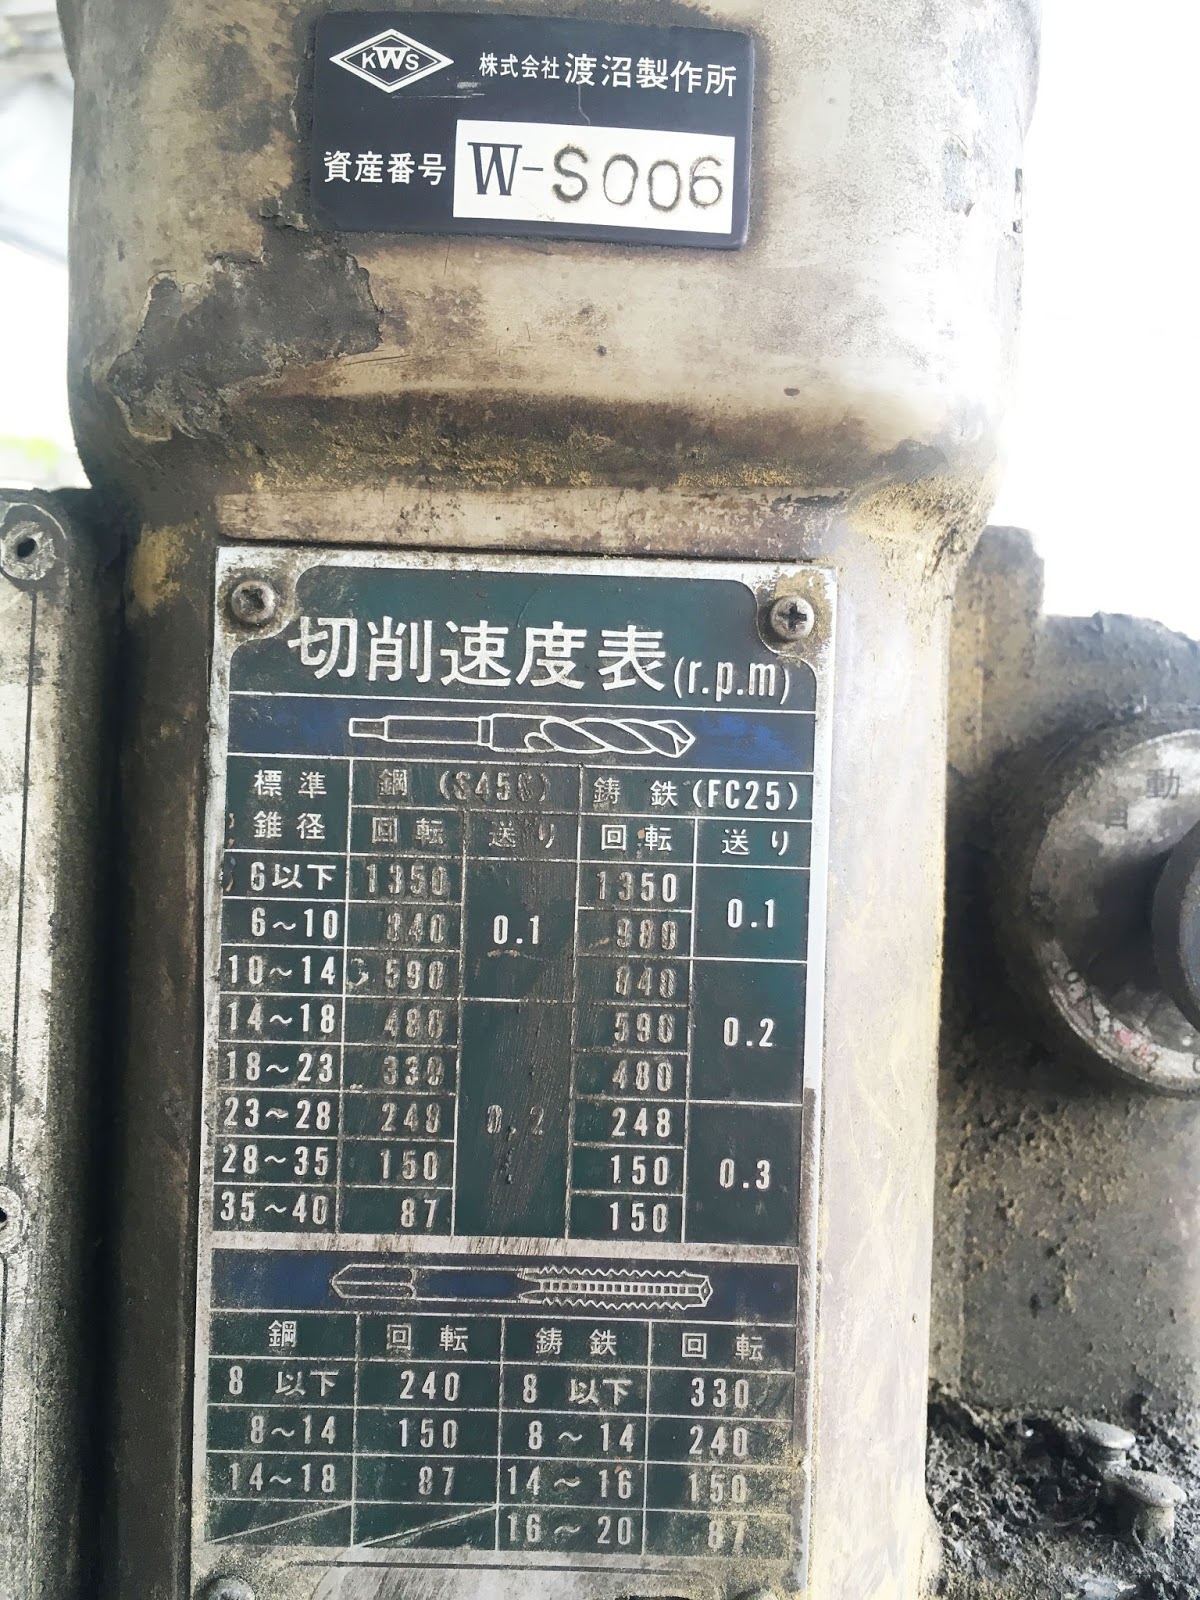 KWS 株式会社 渡沼製作所
資産番号 W-S006
切削速度表(r.p.m)
標準錐径 鋼(S45C) 鋳鉄(FC25)
回転 送り 回転 送り
6以下 1350 0.1 1350 0.1
6~10 840 980
10~14 590 840 0.2
14~18 480 0.2 590
18~23 330 480
23~28 248 248 0.3
28~35 150 150
35~40 87 150
鋼 回転 鋳鉄 回転
8 以下 240 8 以下 330
8~14 150 8~14 240
14~18 87 14~16 150
16~20 87
自動